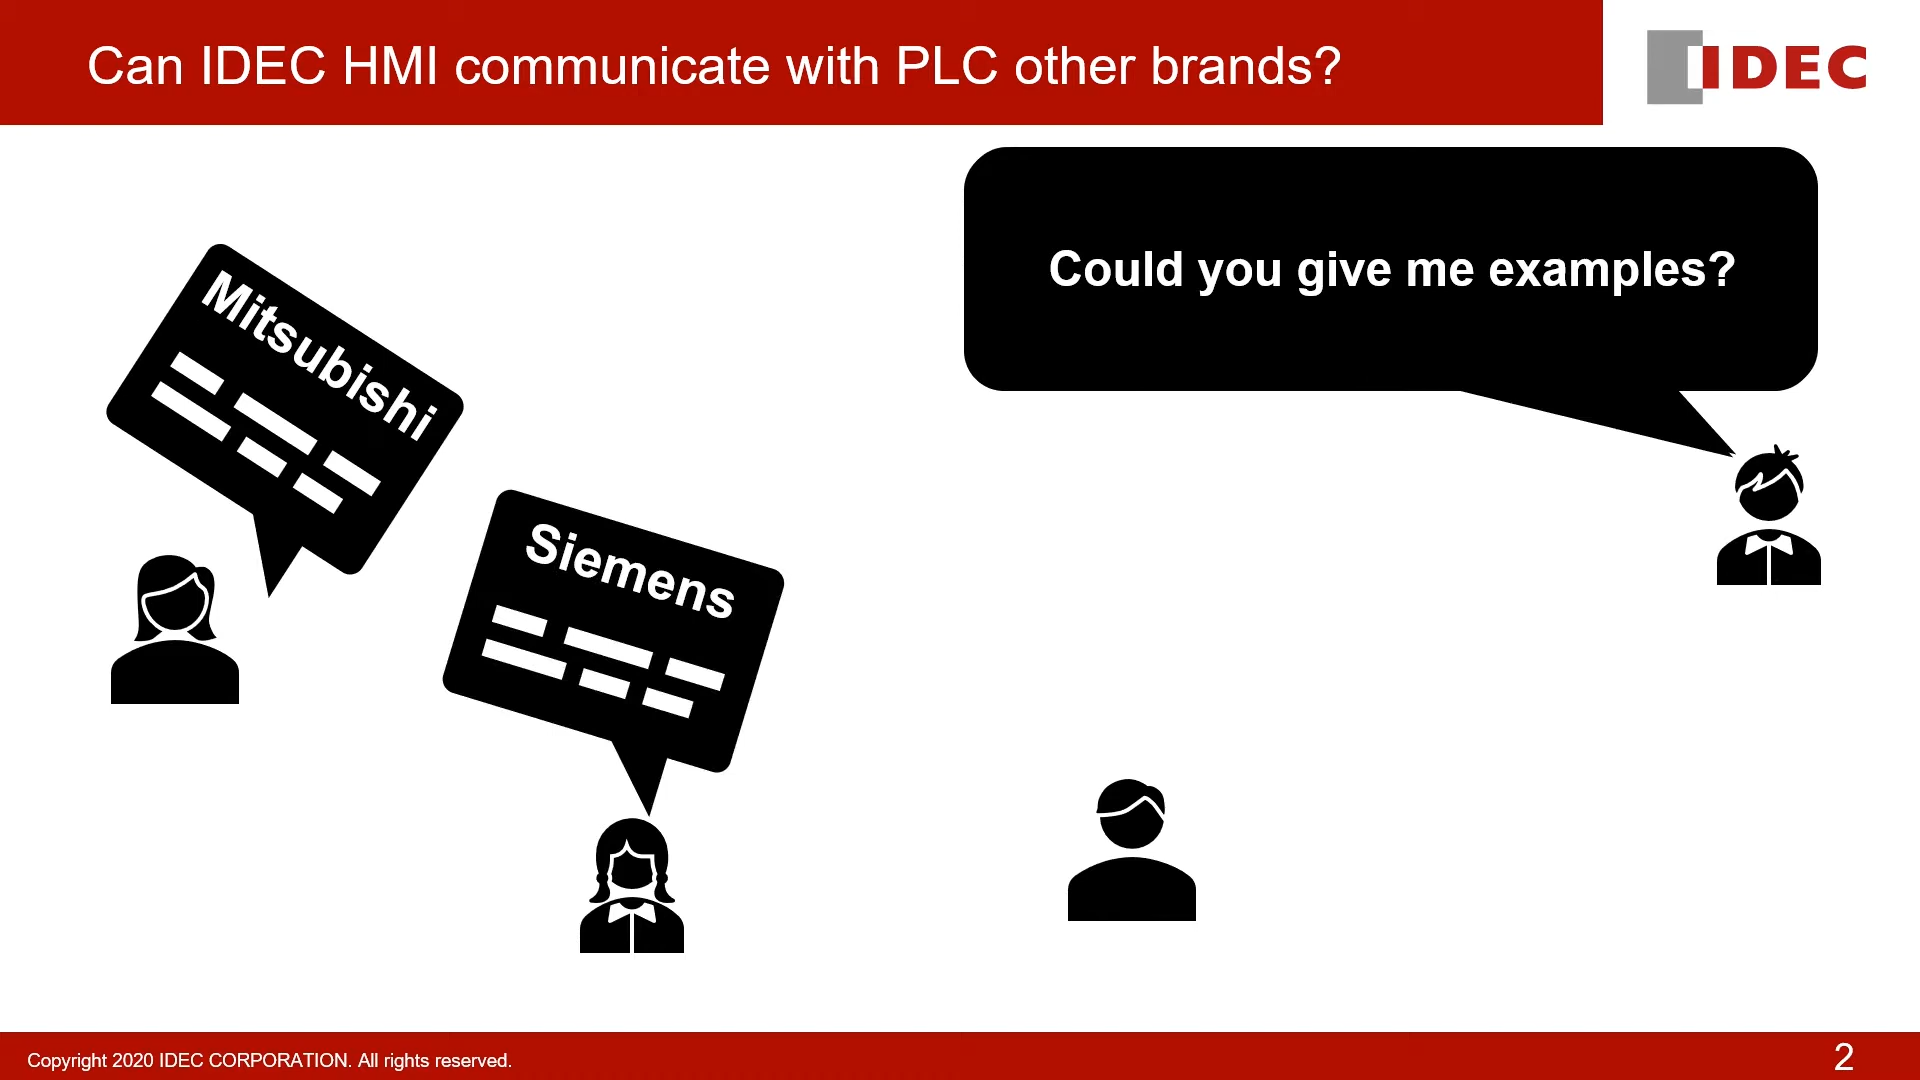 Can IDEC HMI communicate with PLC other brands?
IDEC
Could you give me examples?
Mitsubishi
Siemens
Copyright 2020 IDEC CORPORATION. All rights reserved.
2